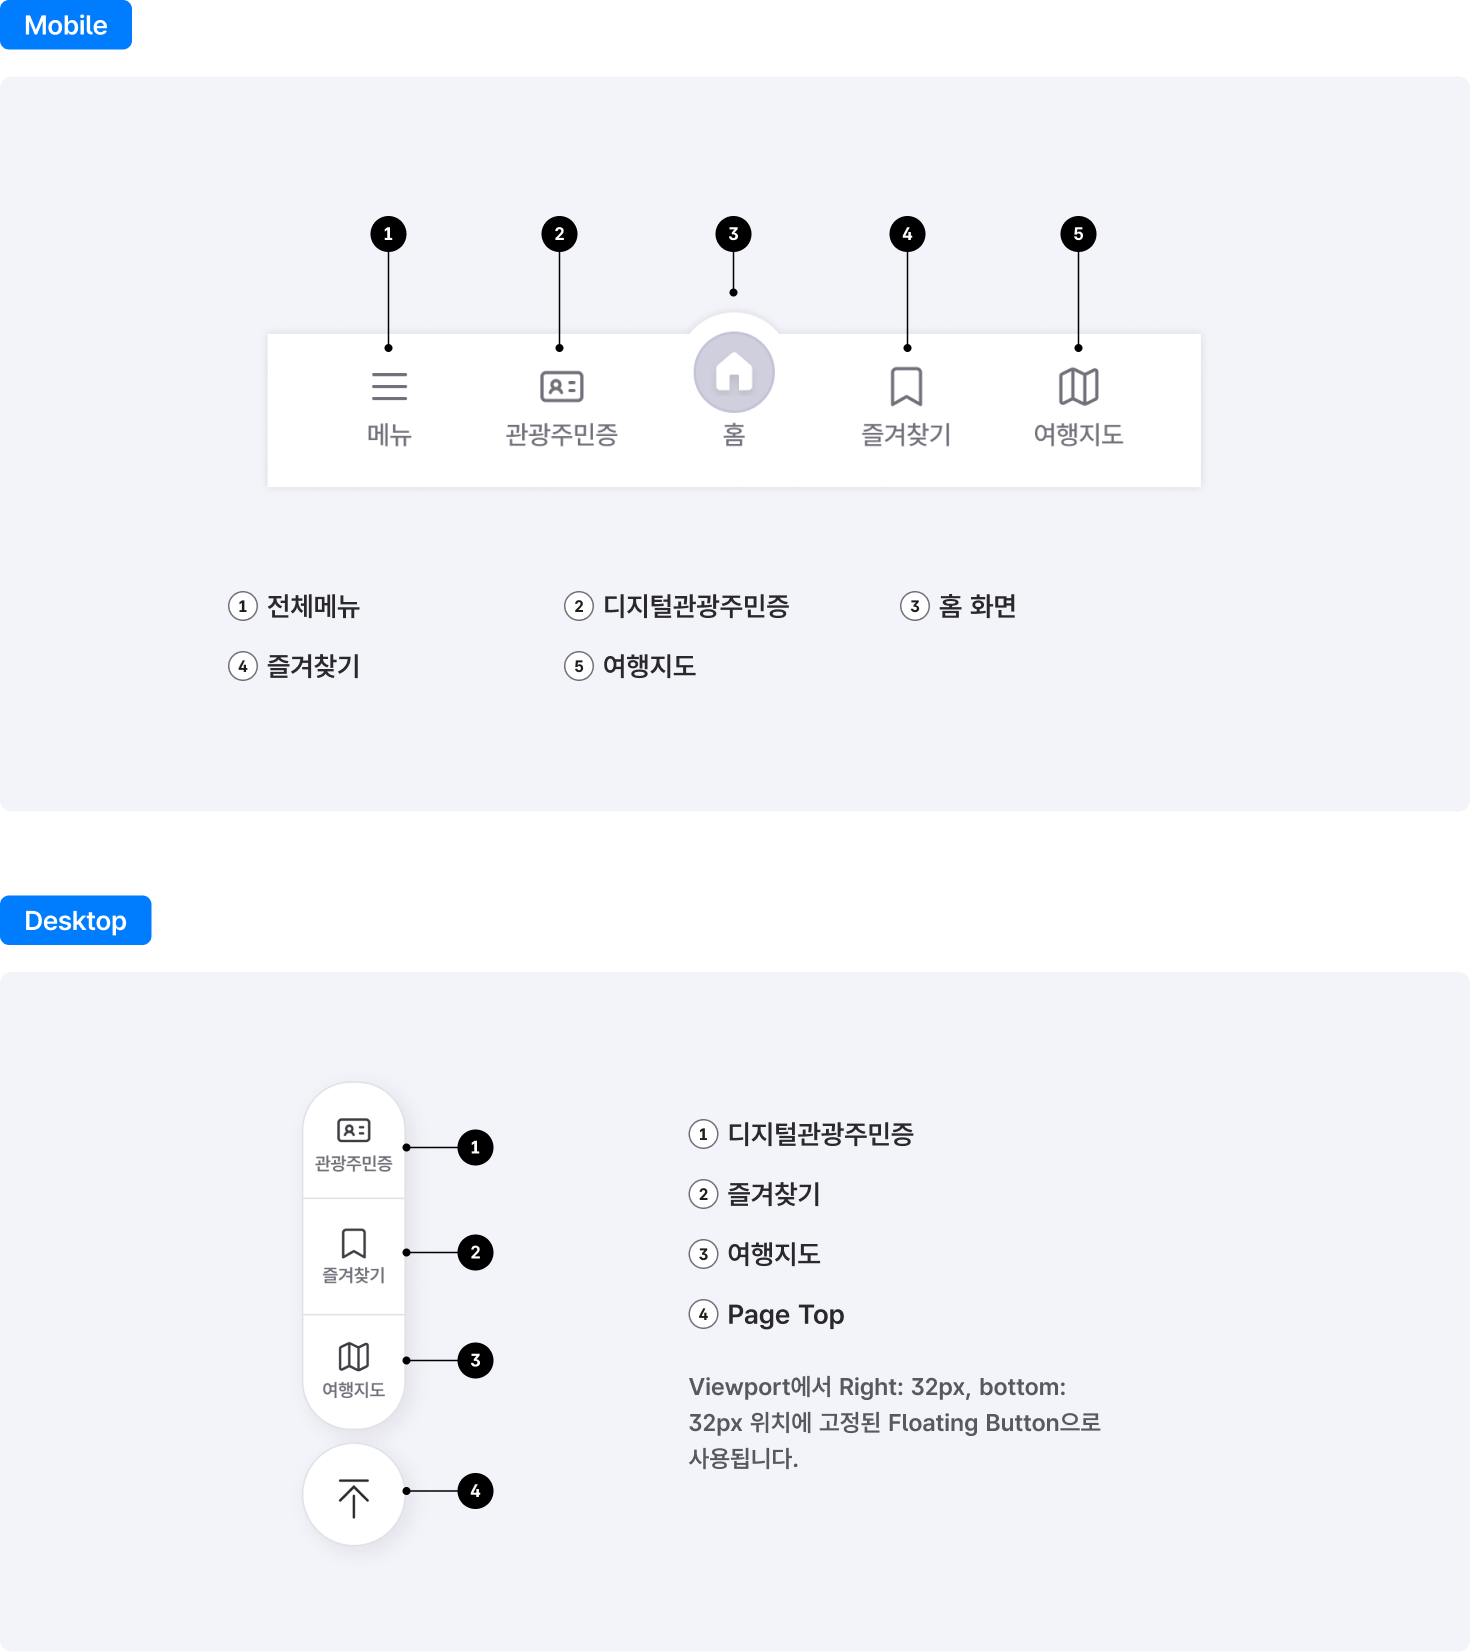 Mobile
1 2 3 4 5
메뉴 관광주민증 홈 즐겨찾기 여행지도
1 전체메뉴 2 디지털관광주민증 3 홈 화면
4 즐겨찾기 5 여행지도
Desktop
관광주민증 1
즐겨찾기 2
여행지도 3
4
1 디지털관광주민증
2 즐겨찾기
3 여행지도
4 Page Top
Viewport에서 Right: 32px, bottom:
32px 위치에 고정된 Floating Button으로
사용됩니다.